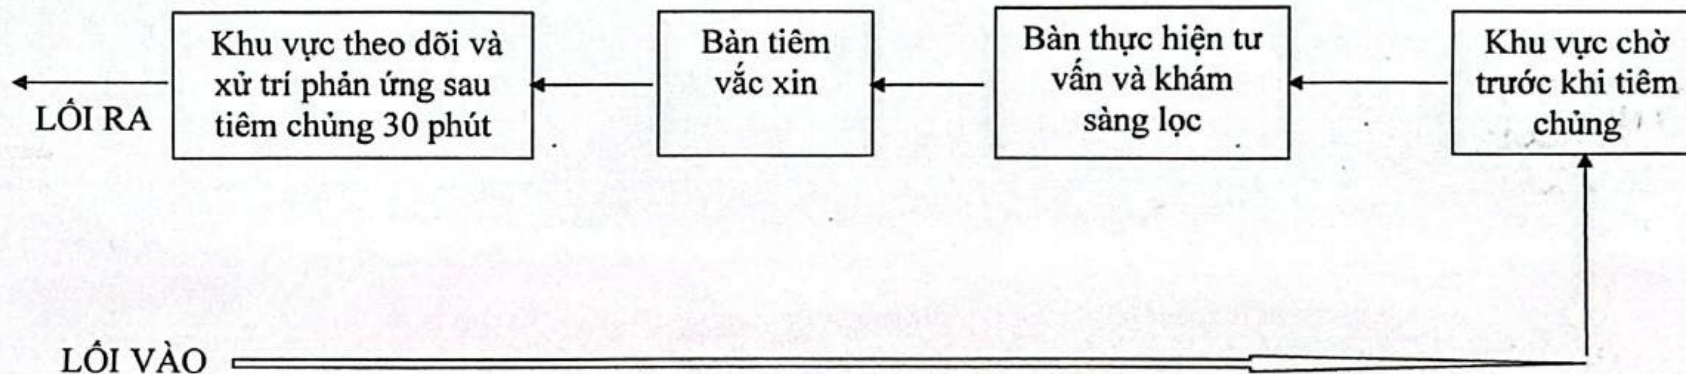 Khu vực theo dõi và
xử trí phản ứng sau
tiêm chủng 30 phút
Bàn tiêm
vắc xin
Bàn thực hiện tư
vấn và khám
sàng lọc
Khu vực chờ
trước khi tiêm
chủng
LỐI RA
LỐI VÀO